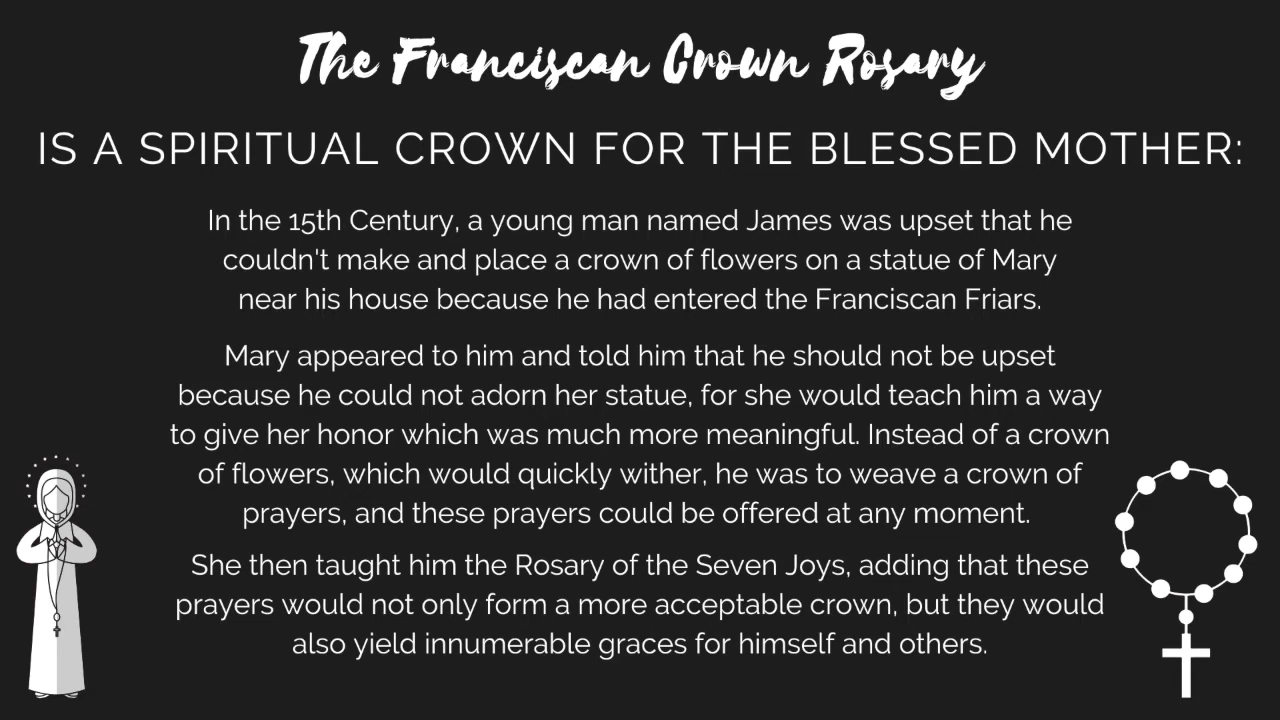 The Franciscan Crown Rosary
IS A SPIRITUAL CROWN FOR THE BLESSED MOTHER:
In the 15th Century, a young man named James was upset that he
couldn't make and place a crown of flowers on a statue of Mary
near his house because he had entered the Franciscan Friars.
Mary appeared to him and told him that he should not be upset
because he could not adorn her statue, for she would teach him a way
to give her honor which was much more meaningful. Instead of a crown
of flowers, which would quickly wither, he was to weave a crown of
prayers, and these prayers could be offered at any moment.
She then taught him the Rosary of the Seven Joys, adding that these
prayers would not only form a more acceptable crown, but they would
also yield innumerable graces for himself and others.